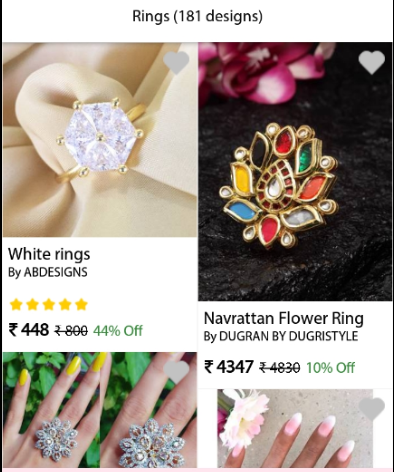 Rings (181 designs)
White rings
By ABDESIGNS
₹ 448 ₹ 800 44% Off
Navrattan Flower Ring
By DUGRAN BY DUGRISTYLE
₹ 4347 ₹ 4830 10% Off